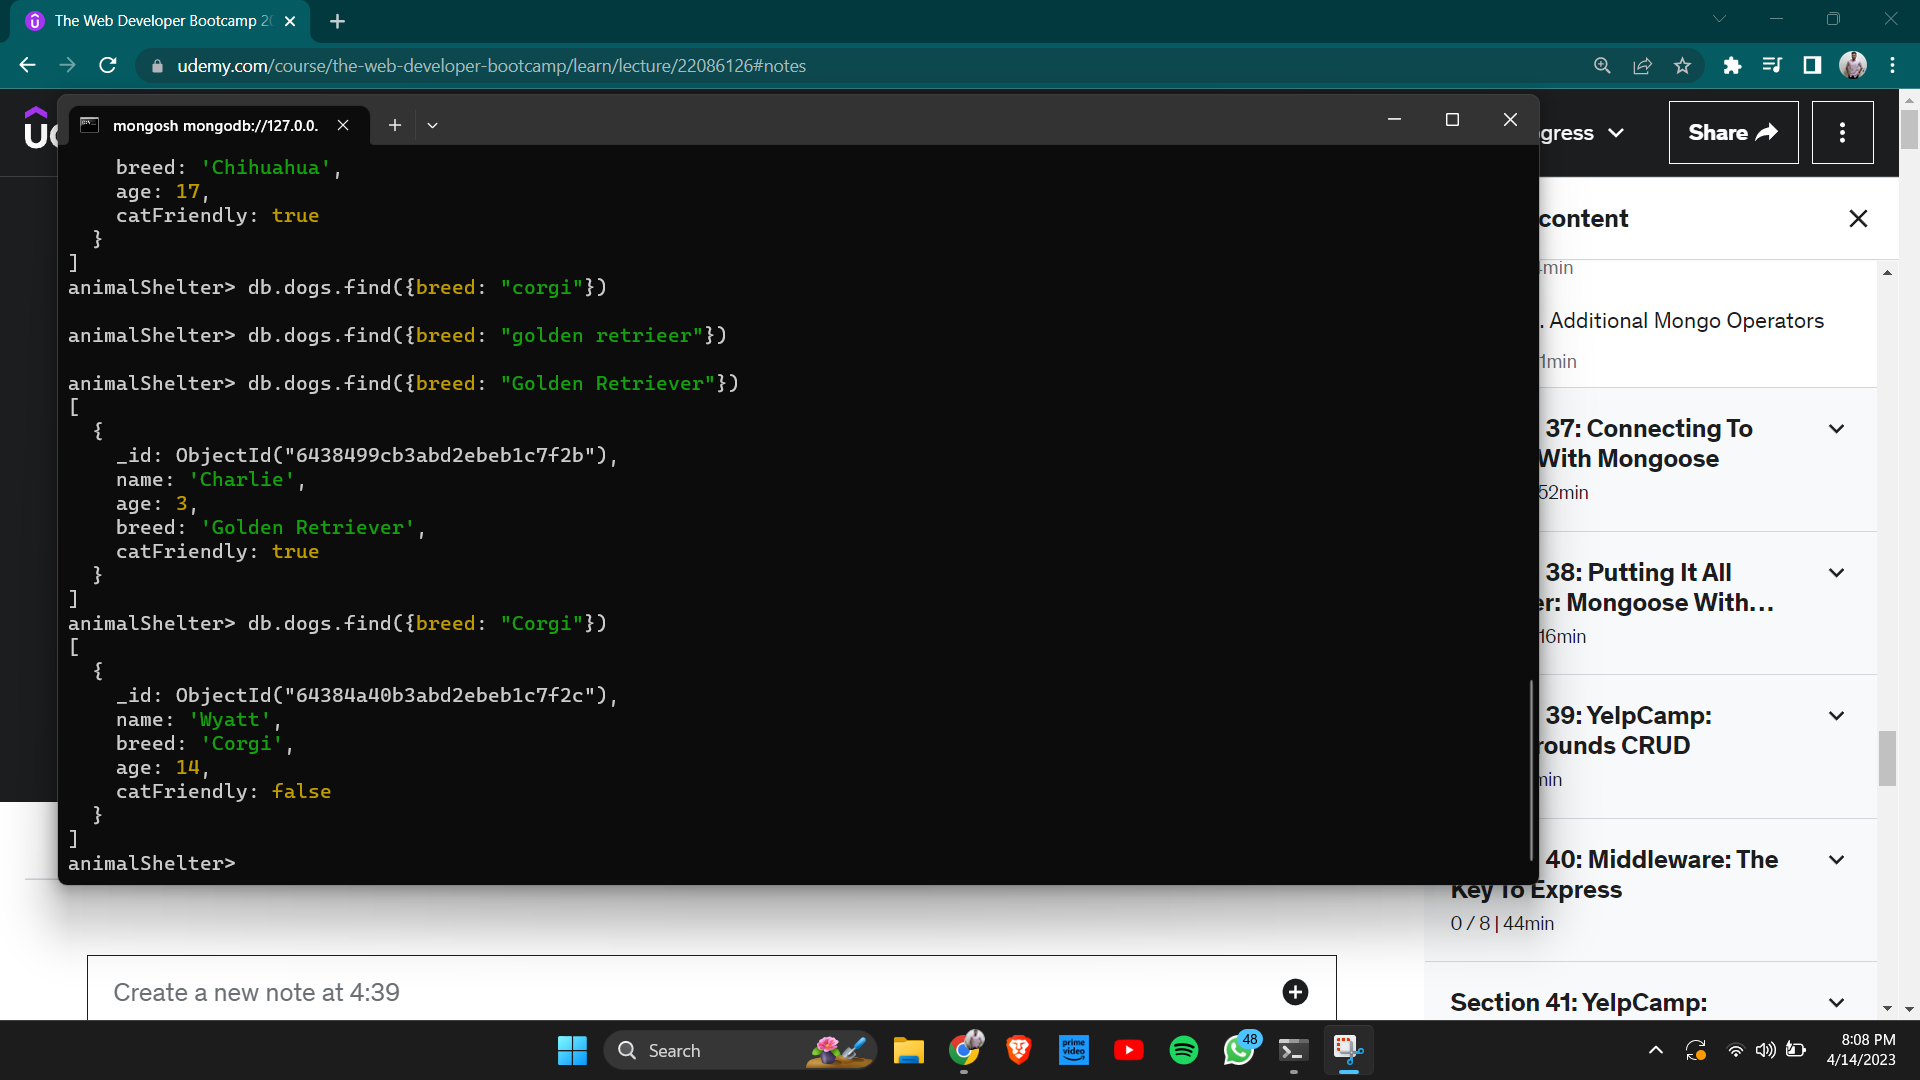 The Web Developer Bootcamp 20
udemy.com/course/the-web-developer-bootcamp/learn/lecture/22086126#notes
mongosh mongodb://127.0.0.
gress
Share
breed: 'Chihuahua',
age: 17,
catFriendly: true
}
]
animalShelter> db.dogs.find({breed: "corgi"})
animalShelter> db.dogs.find({breed: "golden retrieer"})
animalShelter> db.dogs.find({breed: "Golden Retriever"})
[
{
_id: ObjectId("6438499cb3abd2ebeb1c7f2b"),
name: 'Charlie',
age: 3,
breed: 'Golden Retriever',
catFriendly: true
}
]
animalShelter> db.dogs.find({breed: "Corgi"})
[
{
_id: ObjectId("64384a40b3abd2ebeb1c7f2c"),
name: 'Wyatt',
breed: 'Corgi',
age: 14,
catFriendly: false
}
]
animalShelter>
content
min
. Additional Mongo Operators
1min
37: Connecting To
With Mongoose
52min
38: Putting It All
er: Mongoose With...
16min
39: YelpCamp:
rounds CRUD
min
40: Middleware: The
Key To Express
0 / 8 | 44min
Section 41: YelpCamp:
Create a new note at 4:39
Search
prime video
48
8:08 PM
4/14/2023